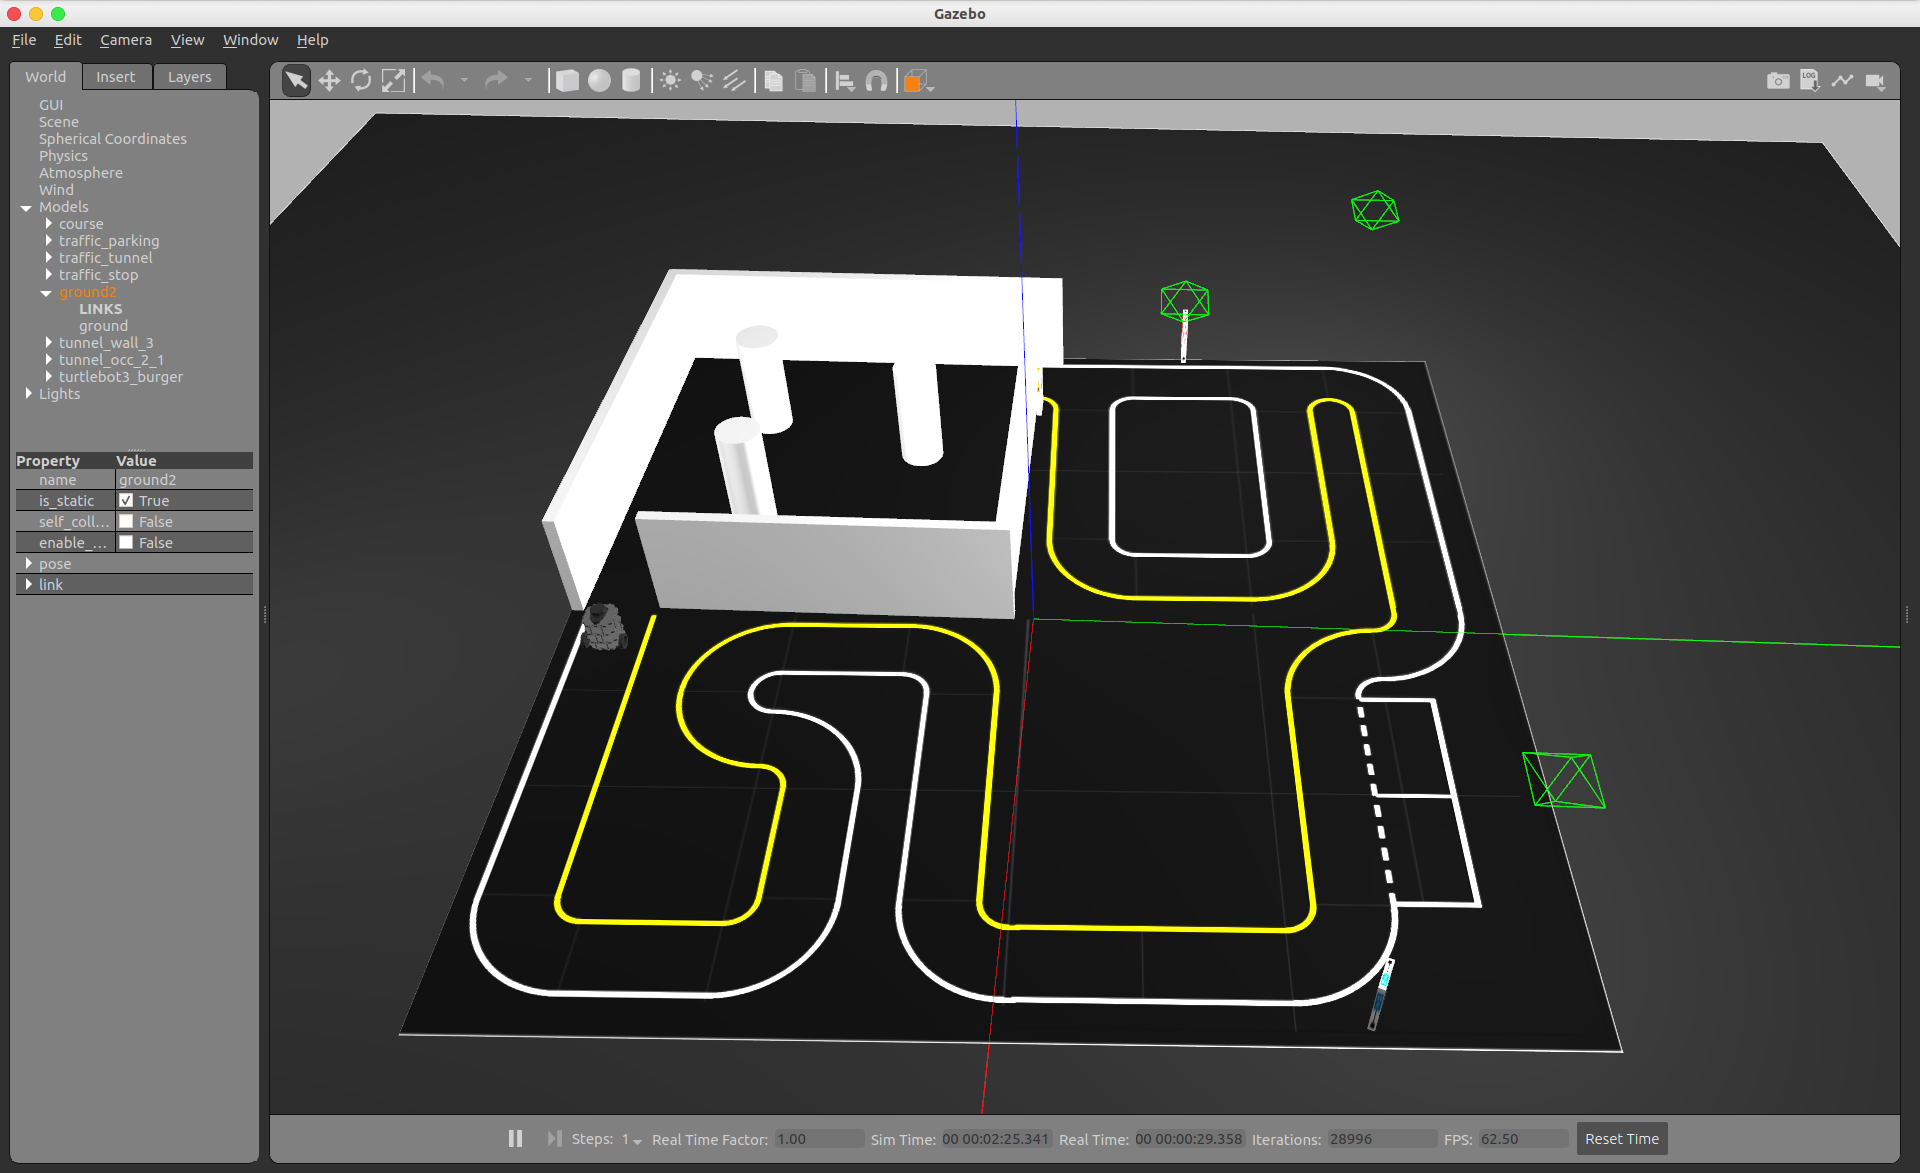 Gazebo
File Edit Camera View Window Help
World Insert Layers
LOG
GUI
Scene
Spherical Coordinates
Physics
Atmosphere
Wind
Models
course
traffic_parking
traffic_tunnel
traffic_stop
ground2
LINKS
ground
tunnel_wall_3
tunnel_occ_2_1
turtlebot3_burger
Lights
Property Value
name ground2
is_static True
self_coll... False
enable_... False
pose
link
Steps: 1 Real Time Factor: 1.00 Sim Time: 00 00:02:25.341 Real Time: 00 00:00:29.358 Iterations: 28996 FPS: 62.50 Reset Time